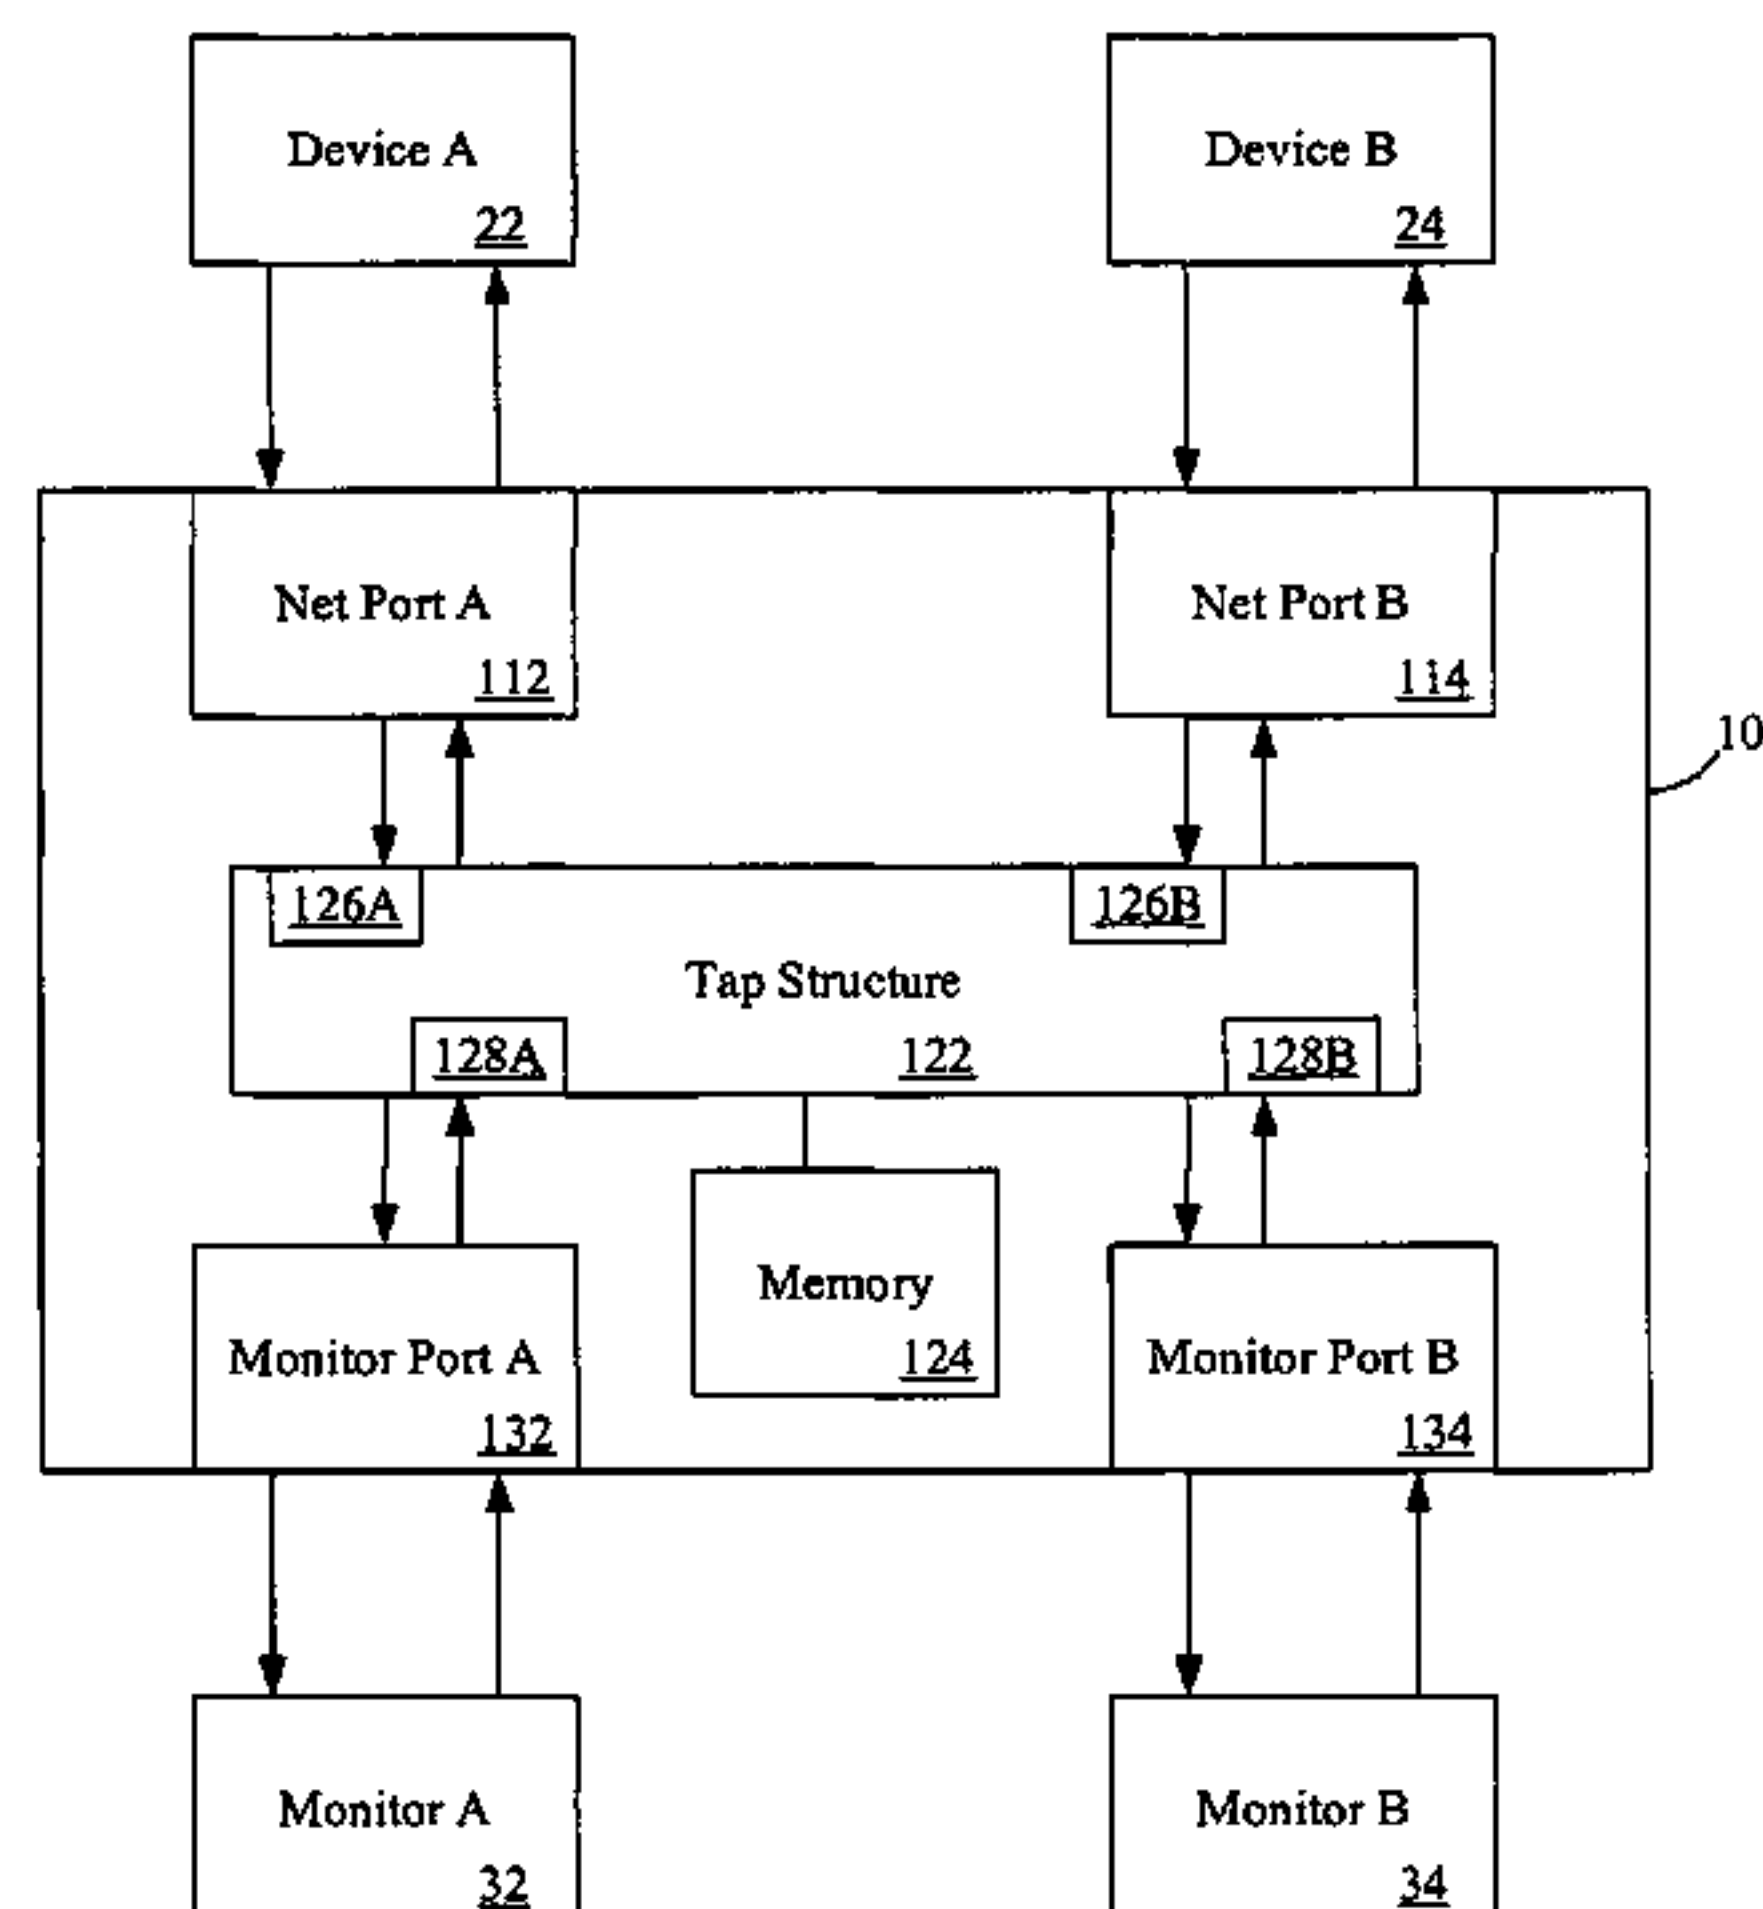 Device A
22
Device B
24
Net Port A
112
Net Port B
114
10
126A
126B
Tap Structure
128A
122
128B
Memory
124
Monitor Port A
132
Monitor Port B
134
Monitor A
32
Monitor B
34